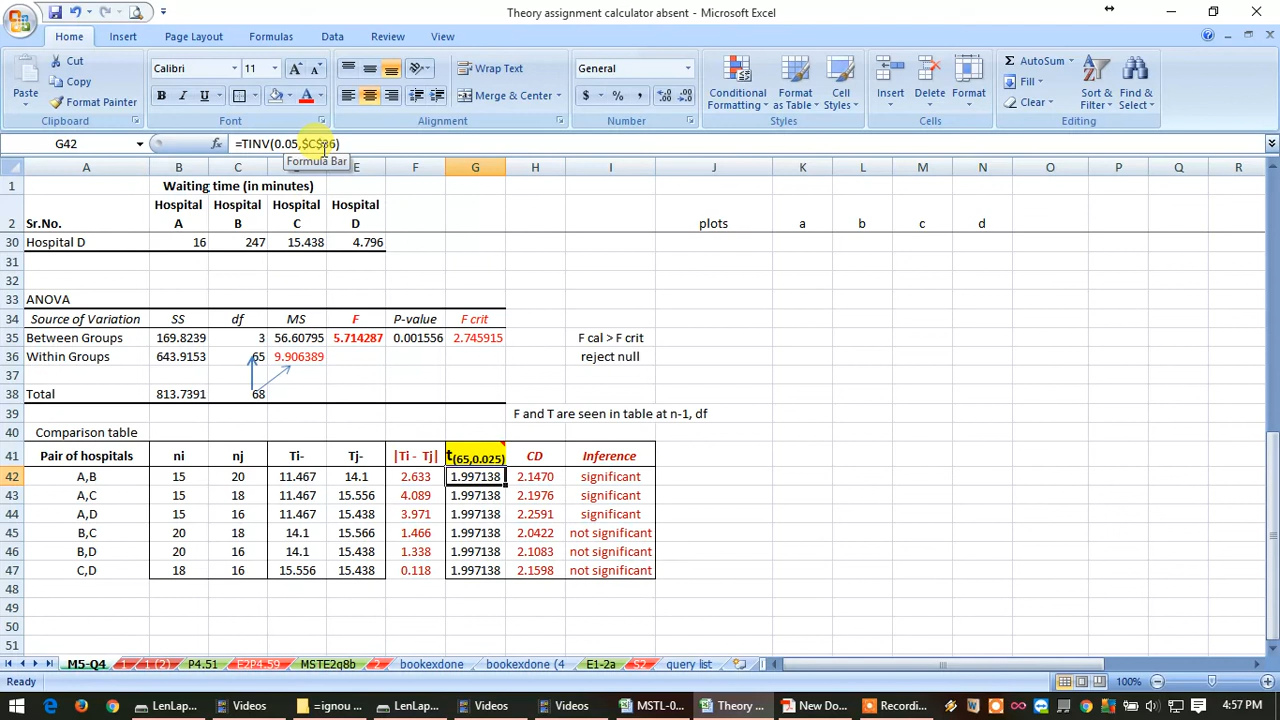 Theory assignment calculator absent - Microsoft Excel
Home Insert Page Layout Formulas Data Review View
Paste Cut Copy Format Painter Clipboard
Calibri 11 B I U A A A Font
Wrap Text Merge & Center Alignment
General $ % , Number
Conditional Formatting Format as Table Cell Styles Styles
Insert Delete Format Cells
Σ AutoSum Fill Clear Sort & Filter Find & Select Editing
G42 fx =TINV(0.05,$C$36)
Formula Bar
A B C D E F G H I J K L M N O P Q R
1 Waiting time (in minutes)
Hospital Hospital Hospital Hospital
2 Sr.No. A B C D plots a b c d
30 Hospital D 16 247 15.438 4.796
31
32
33 ANOVA
34 Source of Variation SS df MS F P-value F crit
35 Between Groups 169.8239 3 56.60795 5.714287 0.001556 2.745915 F cal > F crit
36 Within Groups 643.9153 65 9.906389 reject null
37
38 Total 813.7391 68
39 F and T are seen in table at n-1, df
40 Comparison table
41 Pair of hospitals ni nj Ti- Tj- |Ti - Tj| t(65,0.025) CD Inference
42 A,B 15 20 11.467 14.1 2.633 1.997138 2.1470 significant
43 A,C 15 18 11.467 15.556 4.089 1.997138 2.1976 significant
44 A,D 15 16 11.467 15.438 3.971 1.997138 2.2591 significant
45 B,C 20 18 14.1 15.566 1.466 1.997138 2.0422 not significant
46 B,D 20 16 14.1 15.438 1.338 1.997138 2.1083 not significant
47 C,D 18 16 15.556 15.438 0.118 1.997138 2.1598 not significant
48
49
50
51
M5-Q4 1 1 (2) P4.51 E2P4.59 MSTE2q8b 2 bookexdone bookexdone (4 E1-2a S2 query list
Ready 100%
LenLap... Videos =ignou ... LenLap... Videos Videos MSTL-0... Theory ... New Do... Recordi... 4:57 PM